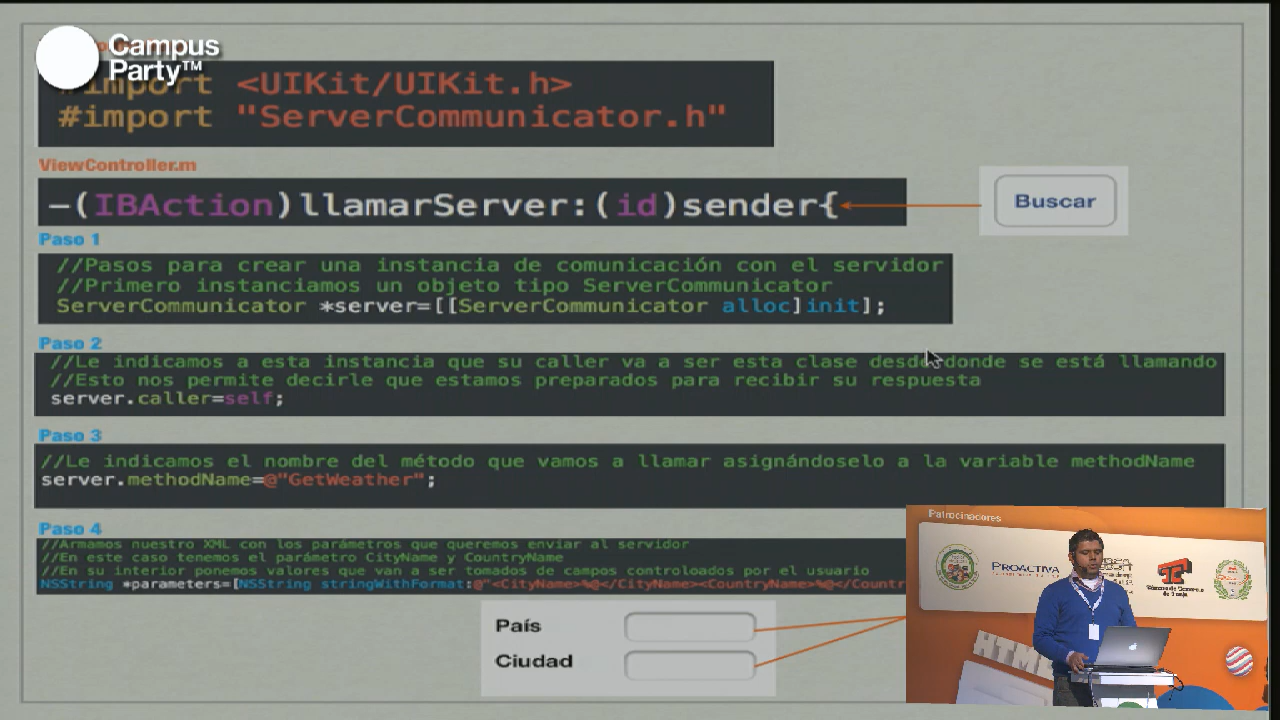 Campus
Party™
#import <UIKit/UIKit.h>
#import "ServerCommunicator.h"
ViewController.m
-(IBAction)llamarServer:(id)sender{
Buscar
Paso 1
//Pasos para crear una instancia de comunicación con el servidor
//Primero instanciamos un objeto tipo ServerCommunicator
ServerCommunicator *server=[[ServerCommunicator alloc]init];
Paso 2
//Le indicamos a esta instancia que su caller va a ser esta clase desde donde se está llamando
//Esto nos permite decirle que estamos preparados para recibir su respuesta
server.caller=self;
Paso 3
//Le indicamos el nombre del método que vamos a llamar asignándoselo a la variable methodName
server.methodName=@"GetWeather";
Paso 4
//Armamos nuestro XML con los parámetros que queremos enviar al servidor
//En este caso tenemos el parámetro CityName y CountryName
//En su interior ponemos valores que van a ser tomados de campos controloados por el usuario
NSString *parameters=[NSString stringWithFormat:@"<CityName>%@</CityName><CountryName>%@</Countr
País
Ciudad
Patrocinadores
PROACTIVA
HTML